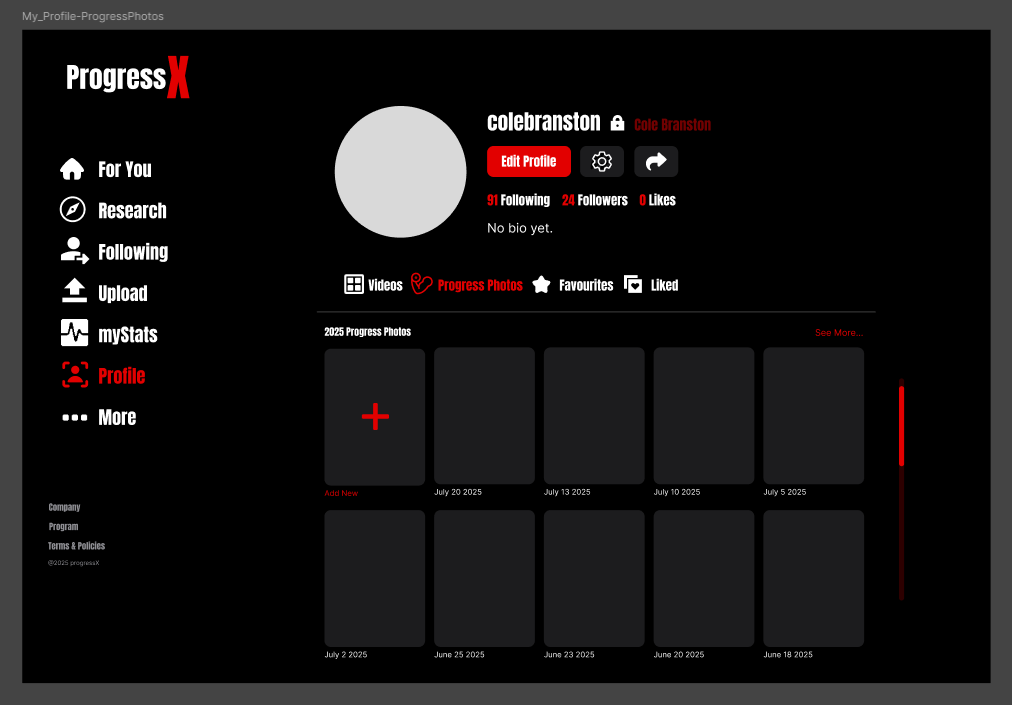 My_Profile-ProgressPhotos
ProgressX
colebranston Cole Branston
Edit Profile
91 Following 24 Followers 0 Likes
No bio yet.
For You
Research
Following
Upload
myStats
Profile
More
Company
Program
Terms & Policies
@2025 progressX
Videos Progress Photos Favourites Liked
2025 Progress Photos See More...
Add New July 20 2025 July 13 2025 July 10 2025 July 5 2025
July 2 2025 June 25 2025 June 23 2025 June 20 2025 June 18 2025